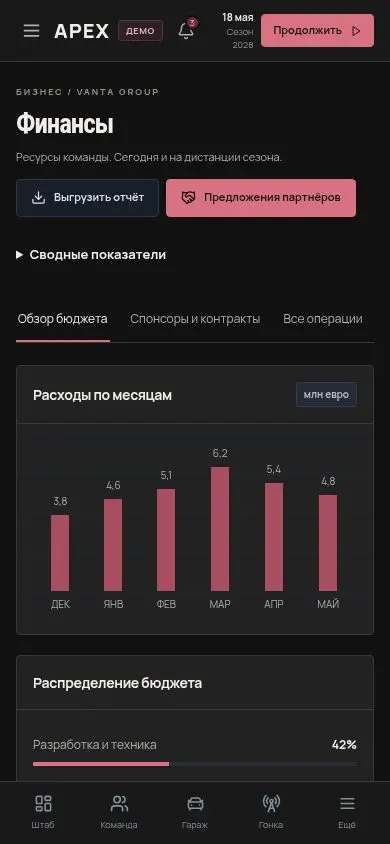 APEX
ДЕМО
3
18 мая
Сезон
2028
Продолжить
БИЗНЕС / VANTA GROUP
Финансы
Ресурсы команды. Сегодня и на дистанции сезона.
Выгрузить отчёт
Предложения партнёров
Сводные показатели
Обзор бюджета
Спонсоры и контракты
Все операции
Расходы по месяцам
млн евро
3,8
4,6
5,1
6,2
5,4
4,8
ДЕК
ЯНВ
ФЕВ
МАР
АПР
МАЙ
Распределение бюджета
Разработка и техника
42%
Штаб
Команда
Гараж
Гонка
Ещё